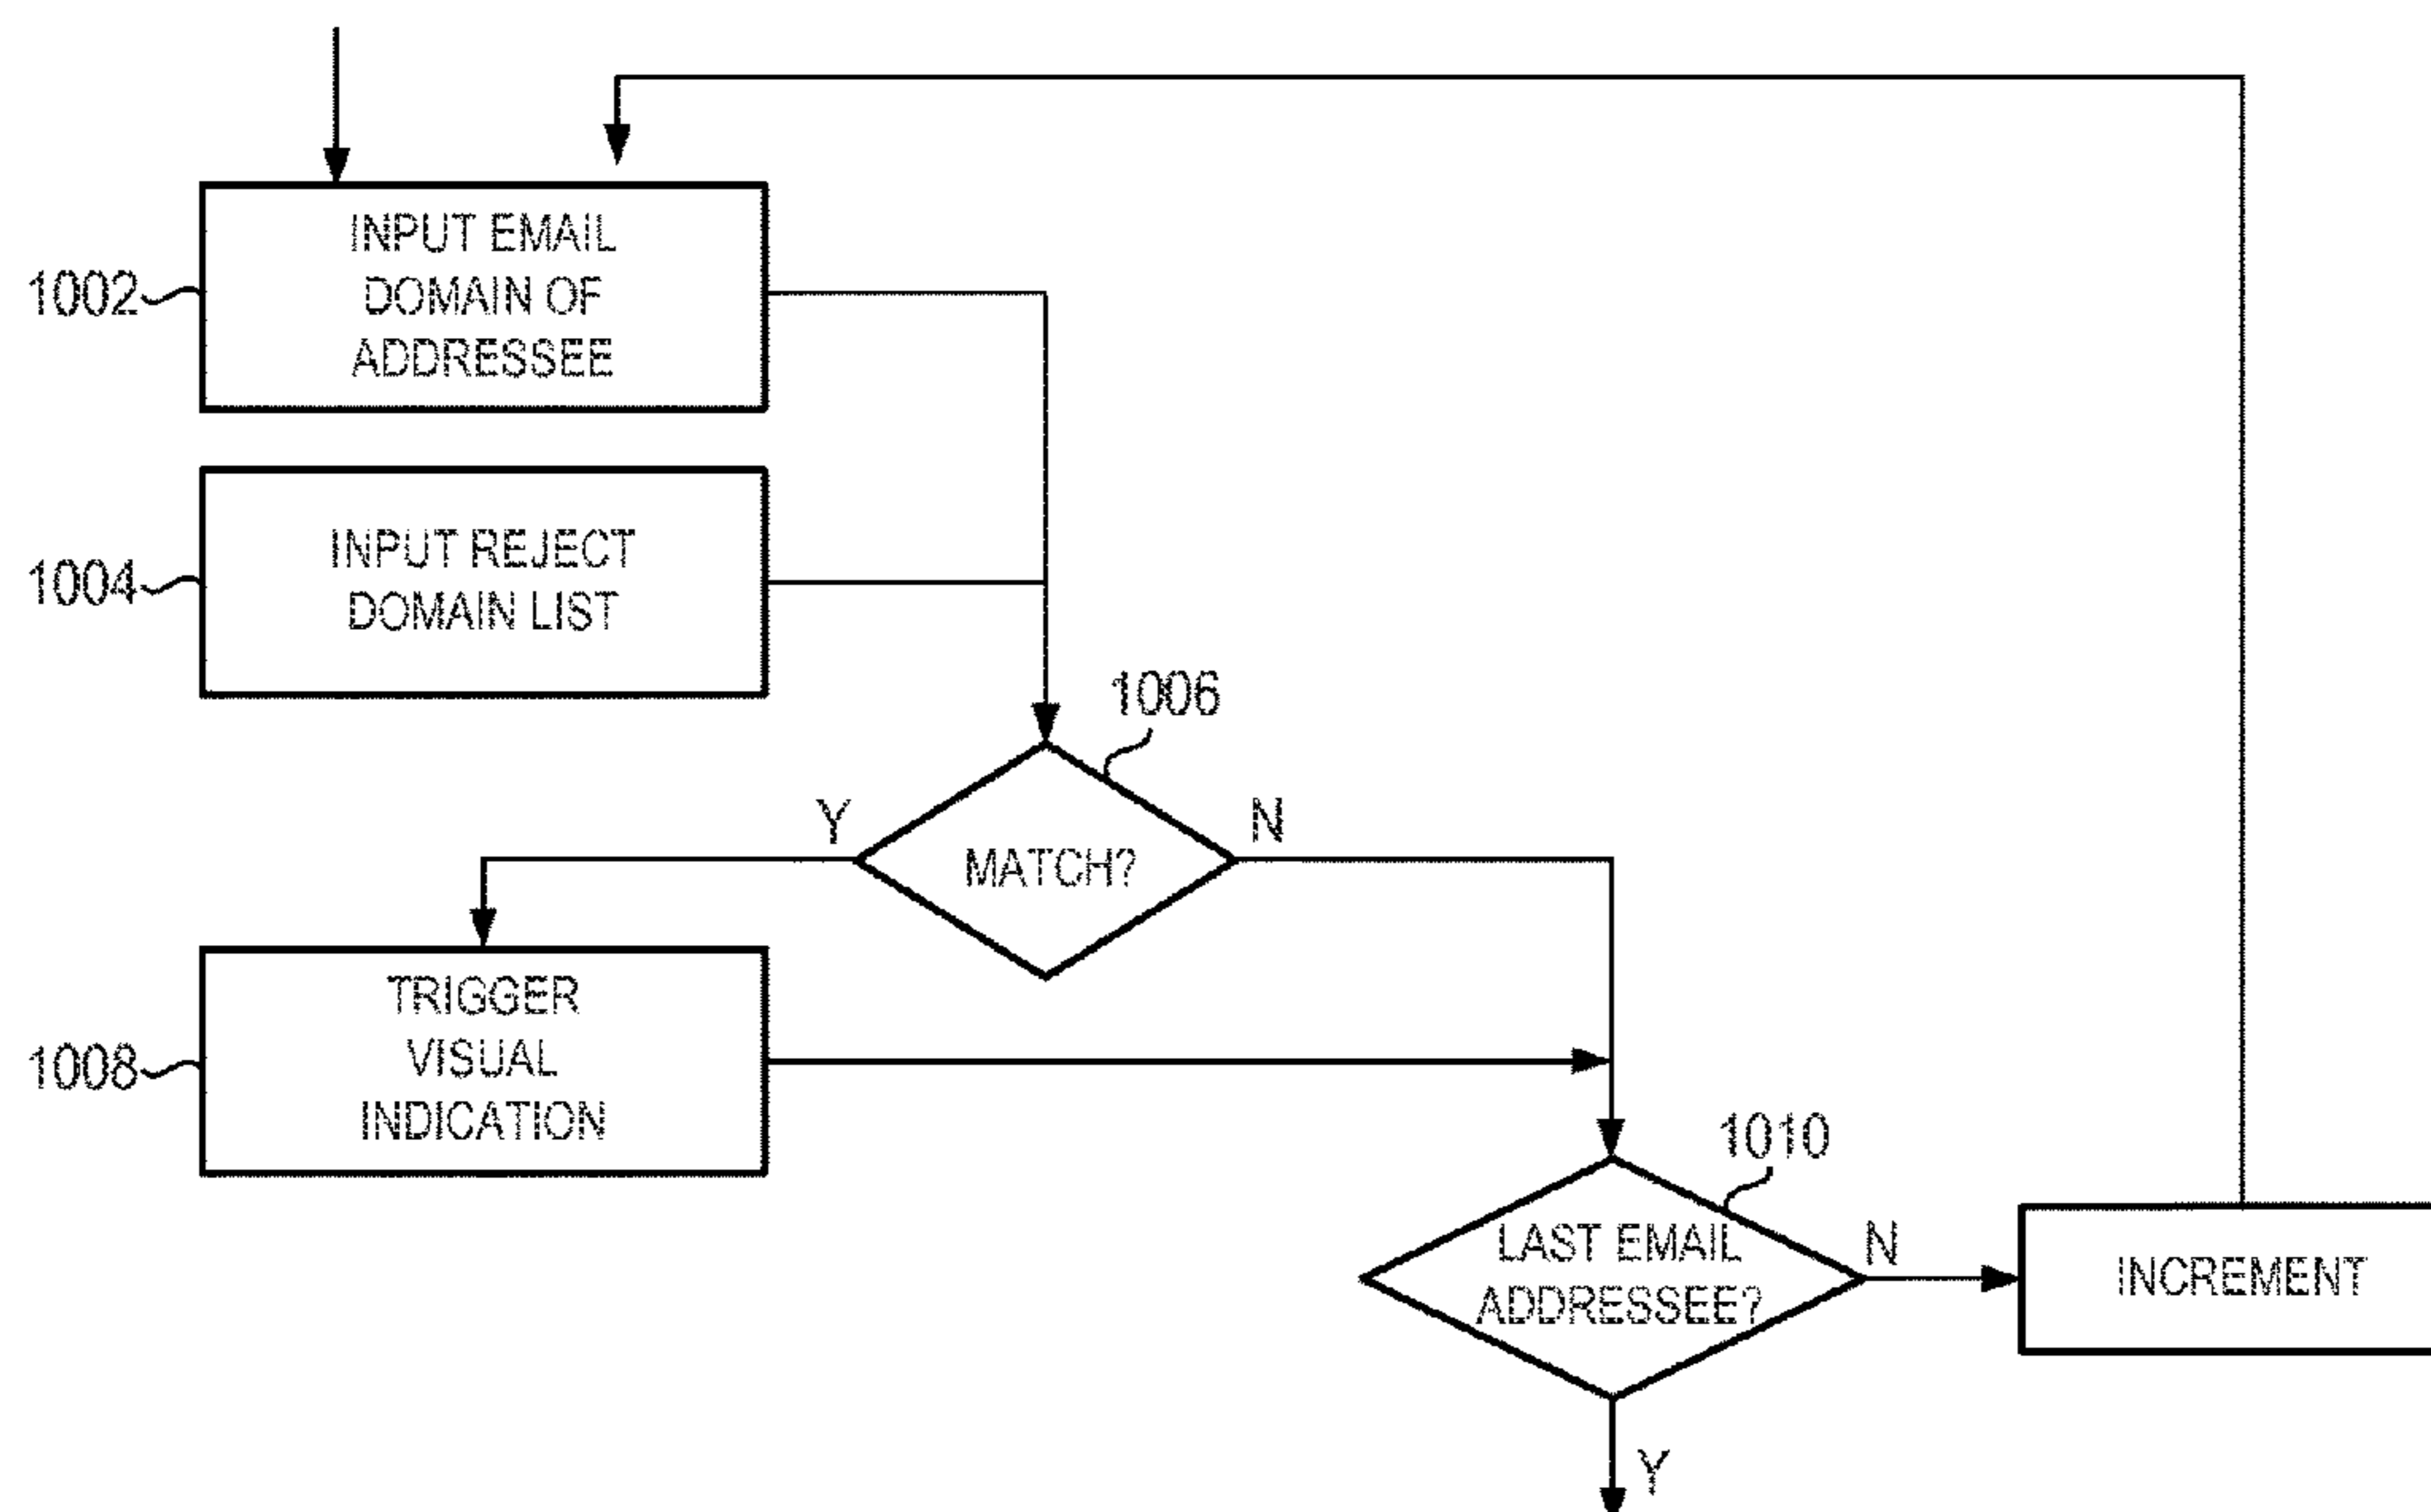 INPUT EMAIL
DOMAIN OF
ADDRESSEE
1002
INPUT REJECT
DOMAIN LIST
1004
1006
Y
MATCH?
N
TRIGGER
VISUAL
INDICATION
1008
1010
LAST EMAIL
ADDRESSEE?
N
INCREMENT
Y